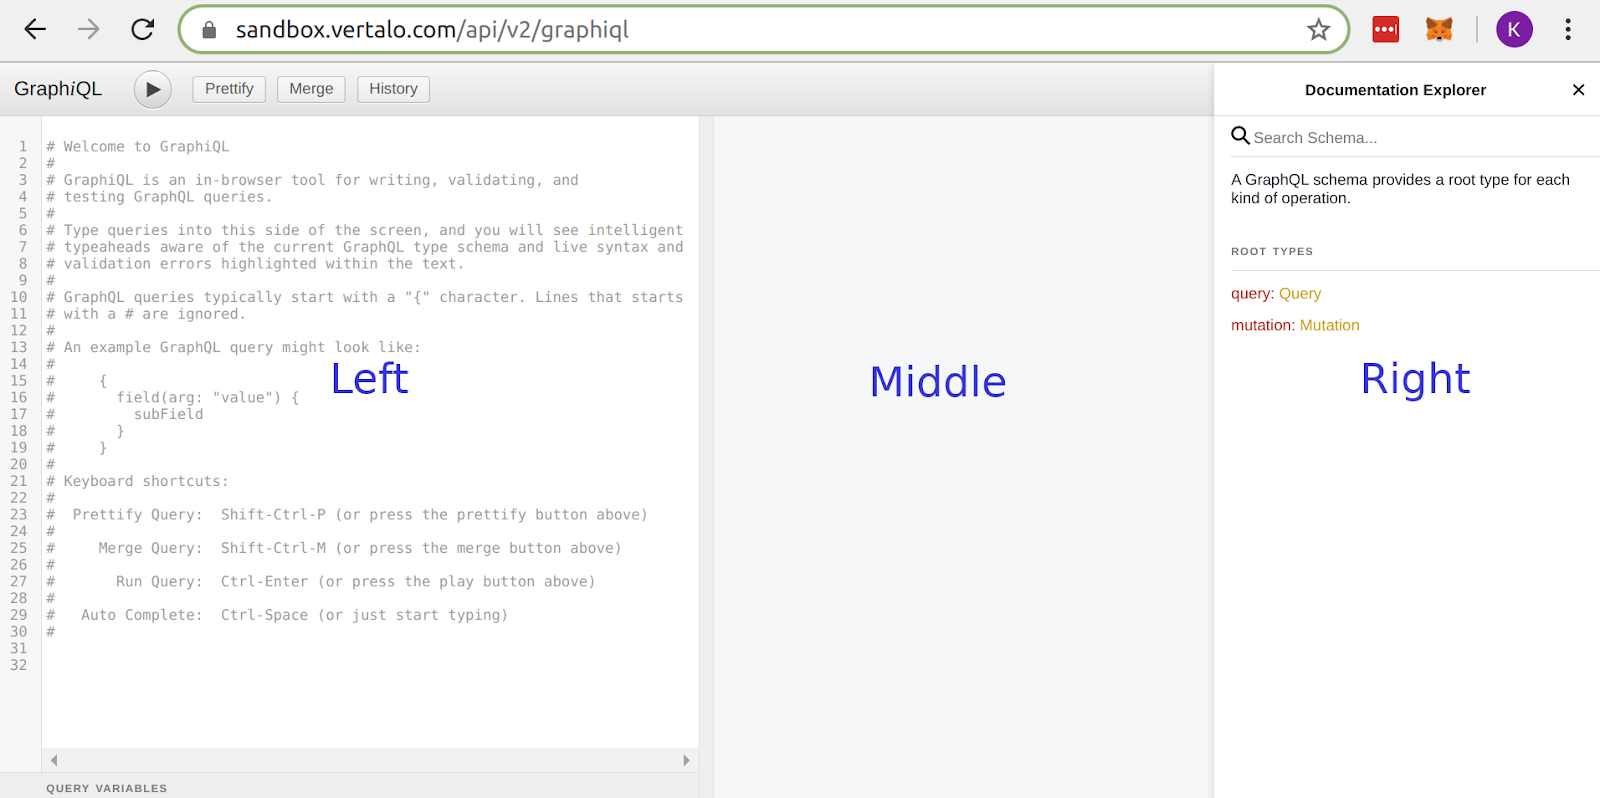 sandbox.vertalo.com/api/v2/graphiql
K
GraphiQL
Prettify
Merge
History
Documentation Explorer
1 # Welcome to GraphiQL
2 #
3 # GraphiQL is an in-browser tool for writing, validating, and
4 # testing GraphQL queries.
5 #
6 # Type queries into this side of the screen, and you will see intelligent
7 # typeaheads aware of the current GraphQL type schema and live syntax and
8 # validation errors highlighted within the text.
9 #
10 # GraphQL queries typically start with a "{" character. Lines that starts
11 # with a # are ignored.
12 #
13 # An example GraphQL query might look like:
14 #
15 #     {
16 #       field(arg: "value") {
17 #         subField
18 #       }
19 #     }
20 #
21 # Keyboard shortcuts:
22 #
23 #  Prettify Query:  Shift-Ctrl-P (or press the prettify button above)
24 #
25 #     Merge Query:  Shift-Ctrl-M (or press the merge button above)
26 #
27 #       Run Query:  Ctrl-Enter (or press the play button above)
28 #
29 #   Auto Complete:  Ctrl-Space (or just start typing)
30 #
31
32
Left
QUERY VARIABLES
Middle
Search Schema...
A GraphQL schema provides a root type for each
kind of operation.
ROOT TYPES
query: Query
mutation: Mutation
Right